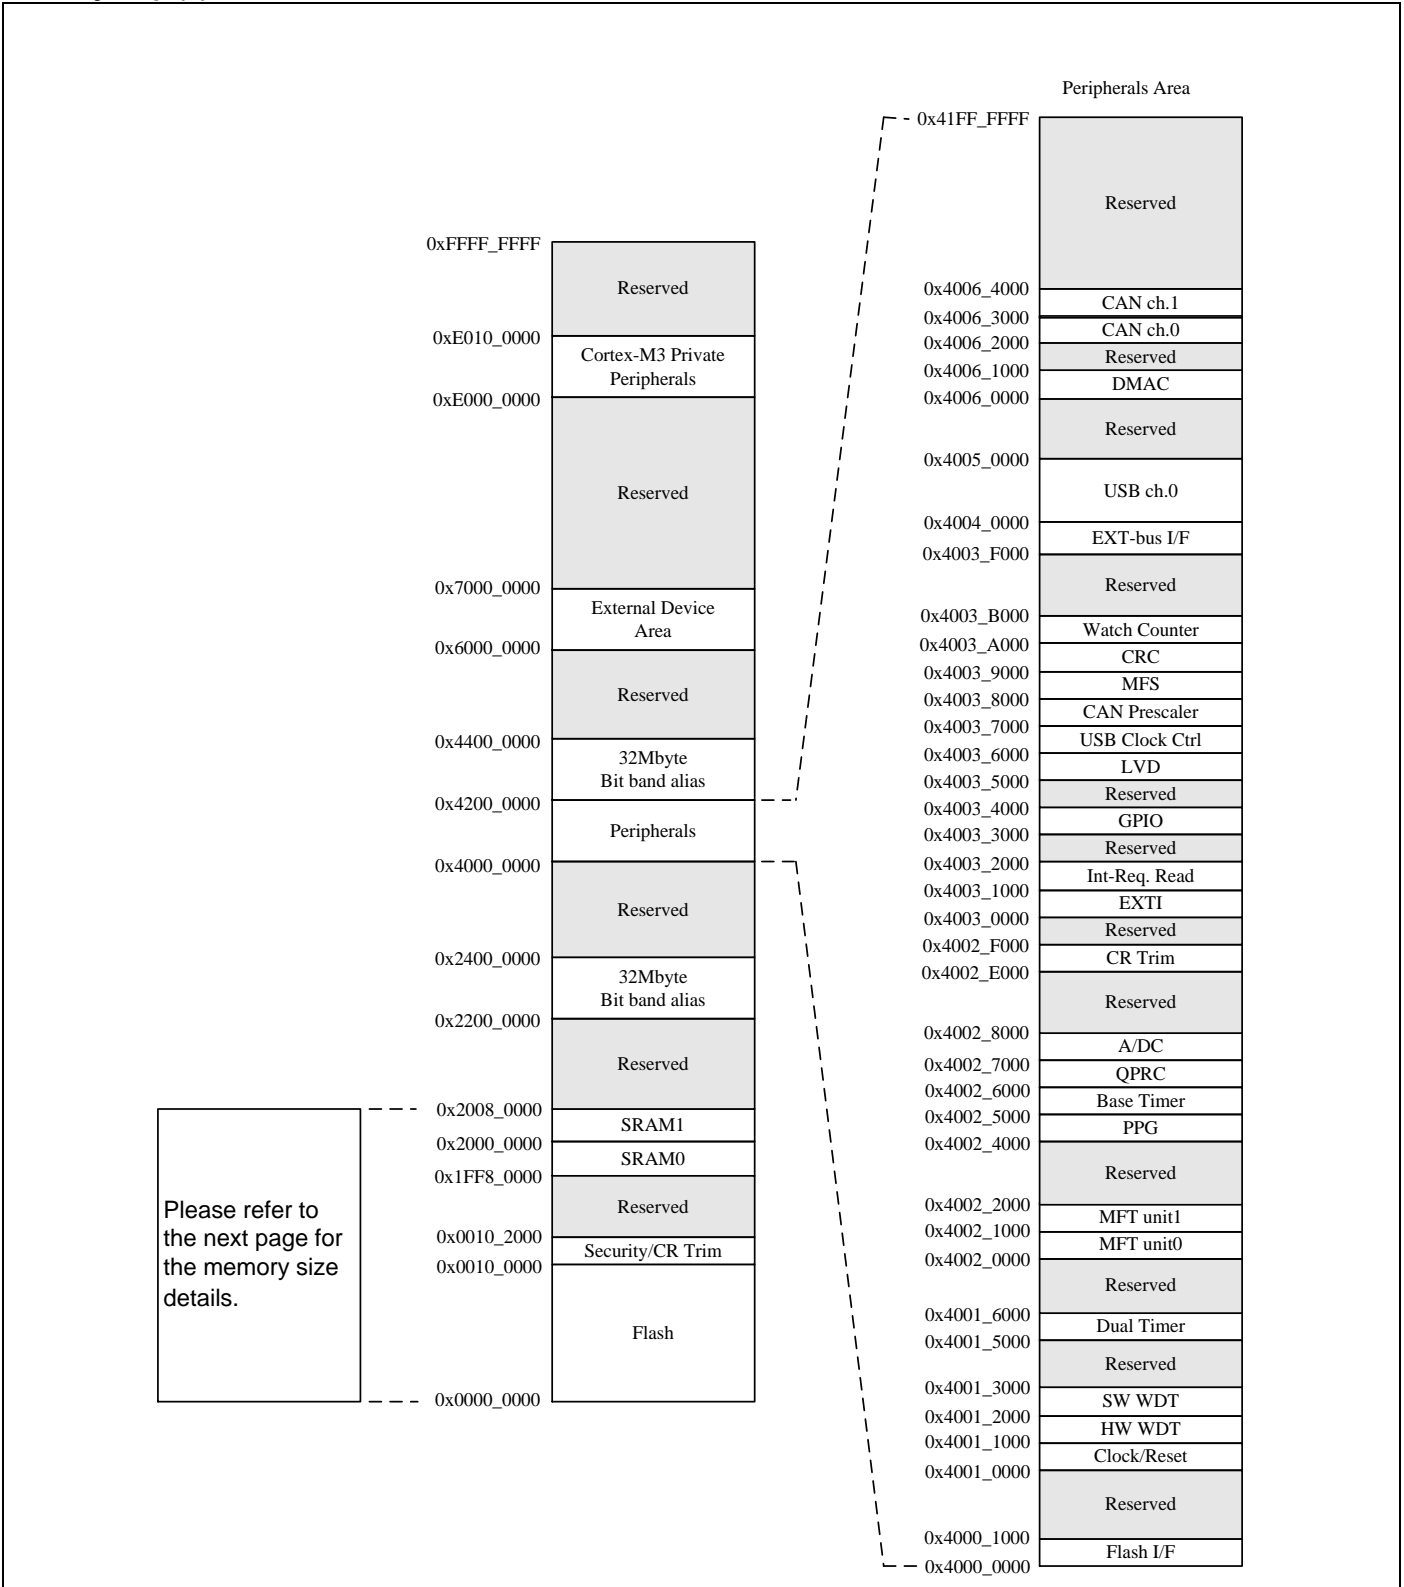 Peripherals Area
0x41FF_FFFF
Reserved
0x4006_4000
CAN ch.1
0x4006_3000
CAN ch.0
0x4006_2000
Reserved
0x4006_1000
DMAC
0x4006_0000
Reserved
0x4005_0000
USB ch.0
0x4004_0000
EXT-bus I/F
0x4003_F000
Reserved
0x4003_B000
Watch Counter
0x4003_A000
CRC
0x4003_9000
MFS
0x4003_8000
CAN Prescaler
0x4003_7000
USB Clock Ctrl
0x4003_6000
LVD
0x4003_5000
Reserved
0x4003_4000
GPIO
0x4003_3000
Reserved
0x4003_2000
Int-Req. Read
0x4003_1000
EXTI
0x4003_0000
Reserved
0x4002_F000
CR Trim
0x4002_E000
Reserved
0x4002_8000
A/DC
0x4002_7000
QPRC
0x4002_6000
Base Timer
0x4002_5000
PPG
0x4002_4000
Reserved
0x4002_2000
MFT unit1
0x4002_1000
MFT unit0
0x4002_0000
Reserved
0x4001_6000
Dual Timer
0x4001_5000
Reserved
0x4001_3000
SW WDT
0x4001_2000
HW WDT
0x4001_1000
Clock/Reset
0x4001_0000
Reserved
0x4000_1000
Flash I/F
0x4000_0000
0xFFFF_FFFF
Reserved
0xE010_0000
Cortex-M3 Private
Peripherals
0xE000_0000
Reserved
0x7000_0000
External Device
Area
0x6000_0000
Reserved
0x4400_0000
32Mbyte
Bit band alias
0x4200_0000
Peripherals
0x4000_0000
Reserved
0x2400_0000
32Mbyte
Bit band alias
0x2200_0000
Reserved
0x2008_0000
SRAM1
0x2000_0000
SRAM0
0x1FF8_0000
Reserved
0x0010_2000
Security/CR Trim
0x0010_0000
Flash
0x0000_0000
Please refer to
the next page for
the memory size
details.